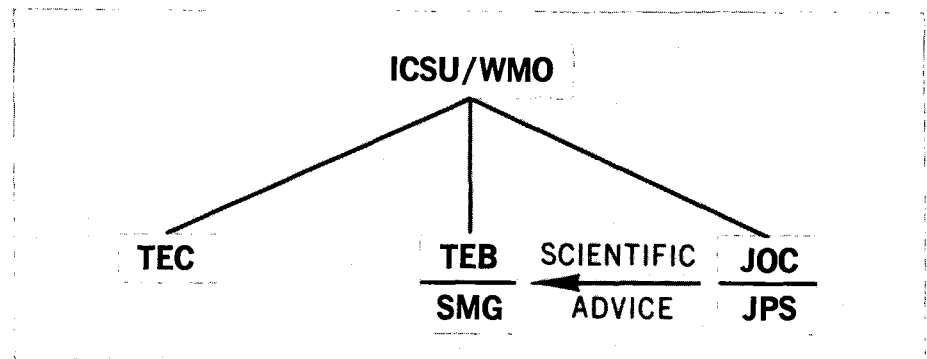 ICSU/WMO
TEC
TEB
SMG
SCIENTIFIC
ADVICE
JOC
JPS